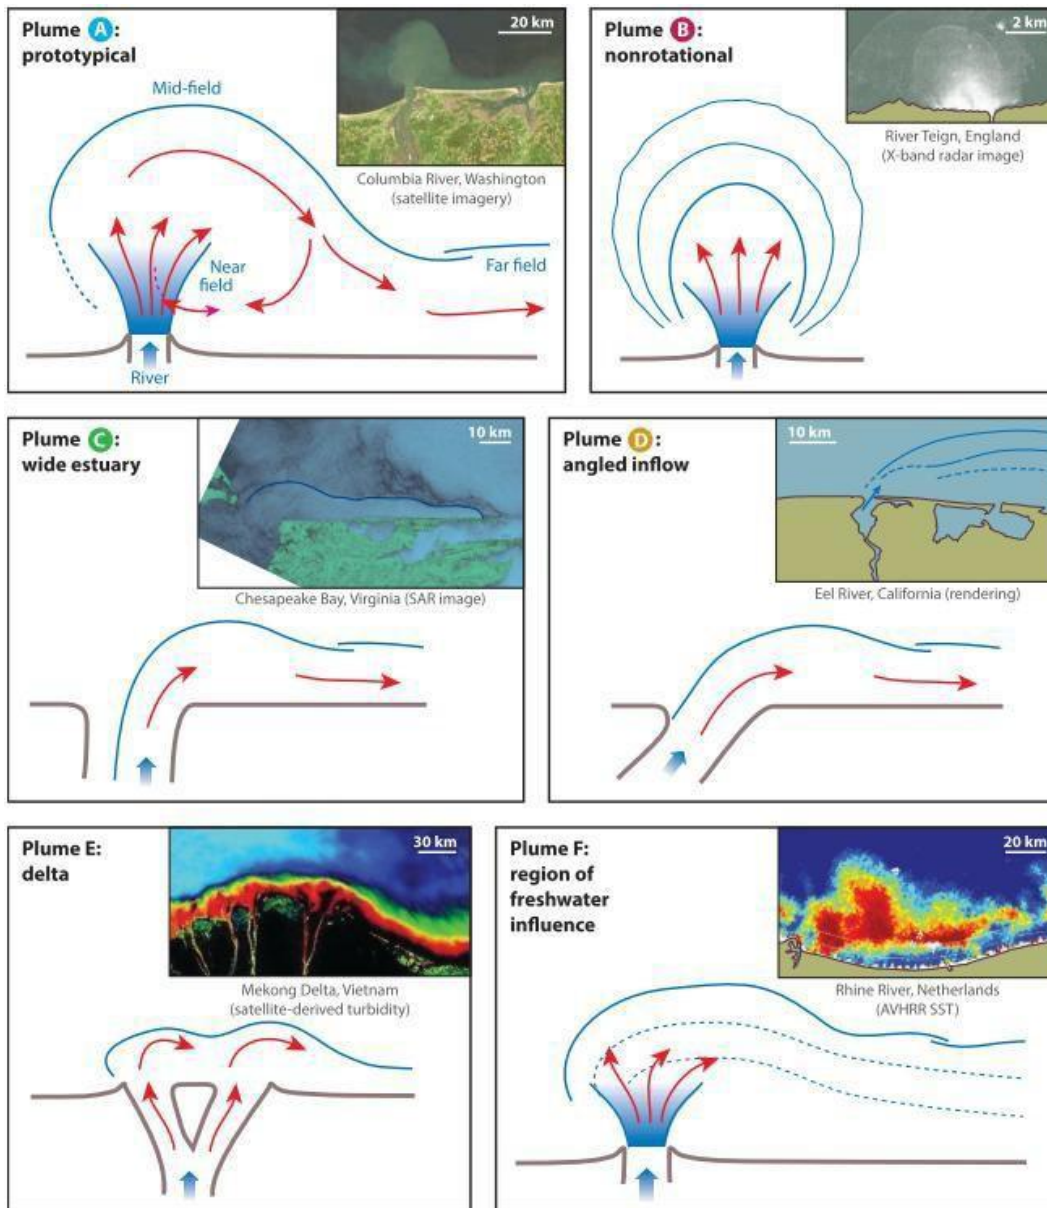 Plume A:
prototypical
20 km
Mid-field
Columbia River, Washington
(satellite imagery)
Near
field
Far field
River
Plume B:
nonrotational
2 km
River Teign, England
(X-band radar image)
Plume C:
wide estuary
10 km
Chesapeake Bay, Virginia (SAR image)
Plume D:
angled inflow
10 km
Eel River, California (rendering)
Plume E:
delta
30 km
Mekong Delta, Vietnam
(satellite-derived turbidity)
Plume F:
region of
freshwater
influence
20 km
Rhine River, Netherlands
(AVHRR SST)